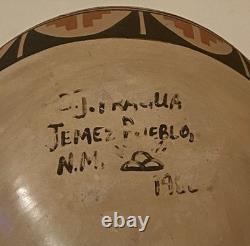 J. FRAGUA
JEMEZ PUEBLO,
N.M.